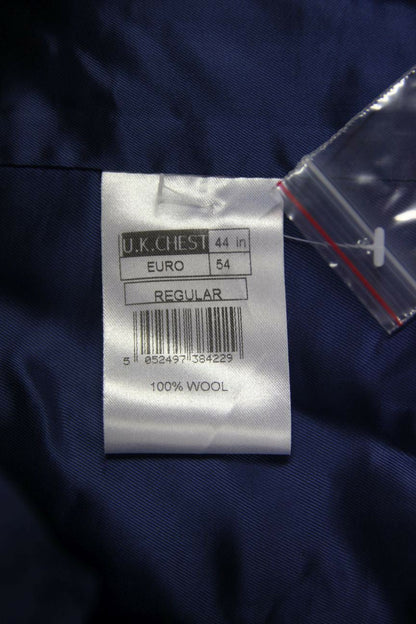 U.K.CHEST 44 in
EURO 54
REGULAR
5 052497 384229
100% WOOL